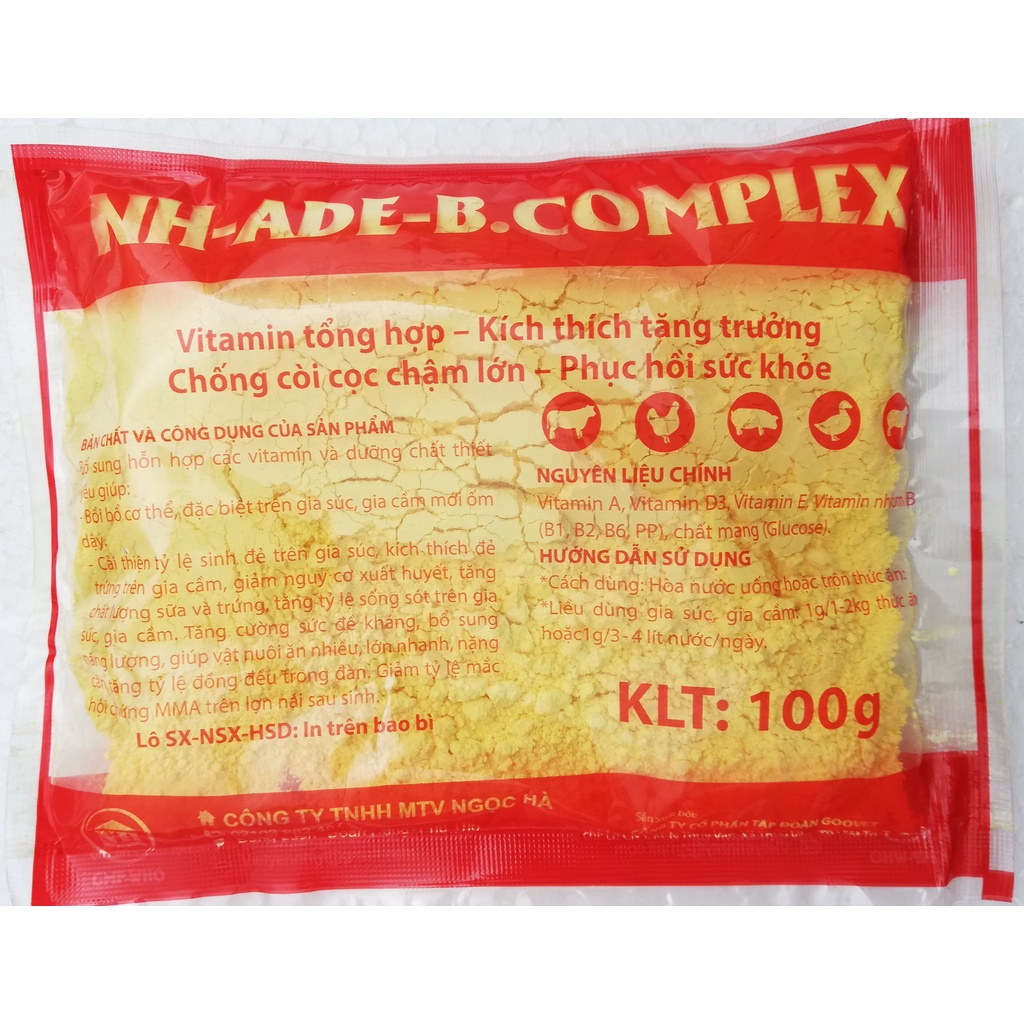 NH-ADE-B.COMPLEX
Vitamin tổng hợp – Kích thích tăng trưởng
Chống còi cọc chậm lớn – Phục hồi sức khỏe
BẢN CHẤT VÀ CÔNG DỤNG CỦA SẢN PHẨM
Bổ sung hỗn hợp các vitamin và dưỡng chất thiết
yếu giúp:
- Bồi bổ cơ thể, đặc biệt trên gia súc, gia cầm mới ốm
dậy.
- Cải thiện tỷ lệ sinh đẻ trên gia súc, kích thích đẻ
trứng trên gia cầm, giảm nguy cơ xuất huyết, tăng
chất lượng sữa và trứng, tăng tỷ lệ sống sót trên gia
súc, gia cầm. Tăng cường sức đề kháng, bổ sung
năng lượng, giúp vật nuôi ăn nhiều, lớn nhanh, nặng
cân, tăng tỷ lệ đồng đều trong đàn. Giảm tỷ lệ mắc
hội chứng MMA trên lợn nái sau sinh.
Lô SX-NSX-HSD: In trên bao bì
NGUYÊN LIỆU CHÍNH
Vitamin A, Vitamin D3, Vitamin E, Vitamin nhóm B
(B1, B2, B6, PP), chất mang (Glucose).
HƯỚNG DẪN SỬ DỤNG
*Cách dùng: Hòa nước uống hoặc trộn thức ăn:
*Liều dùng gia súc, gia cầm: 1g/1-2kg thức ăn
hoặc 1g/3- 4 lít nước/ngày.
KLT: 100g
CÔNG TY TNHH MTV NGỌC HÀ
CÔNG TY CỔ PHẦN TẬP ĐOÀN GOOVET